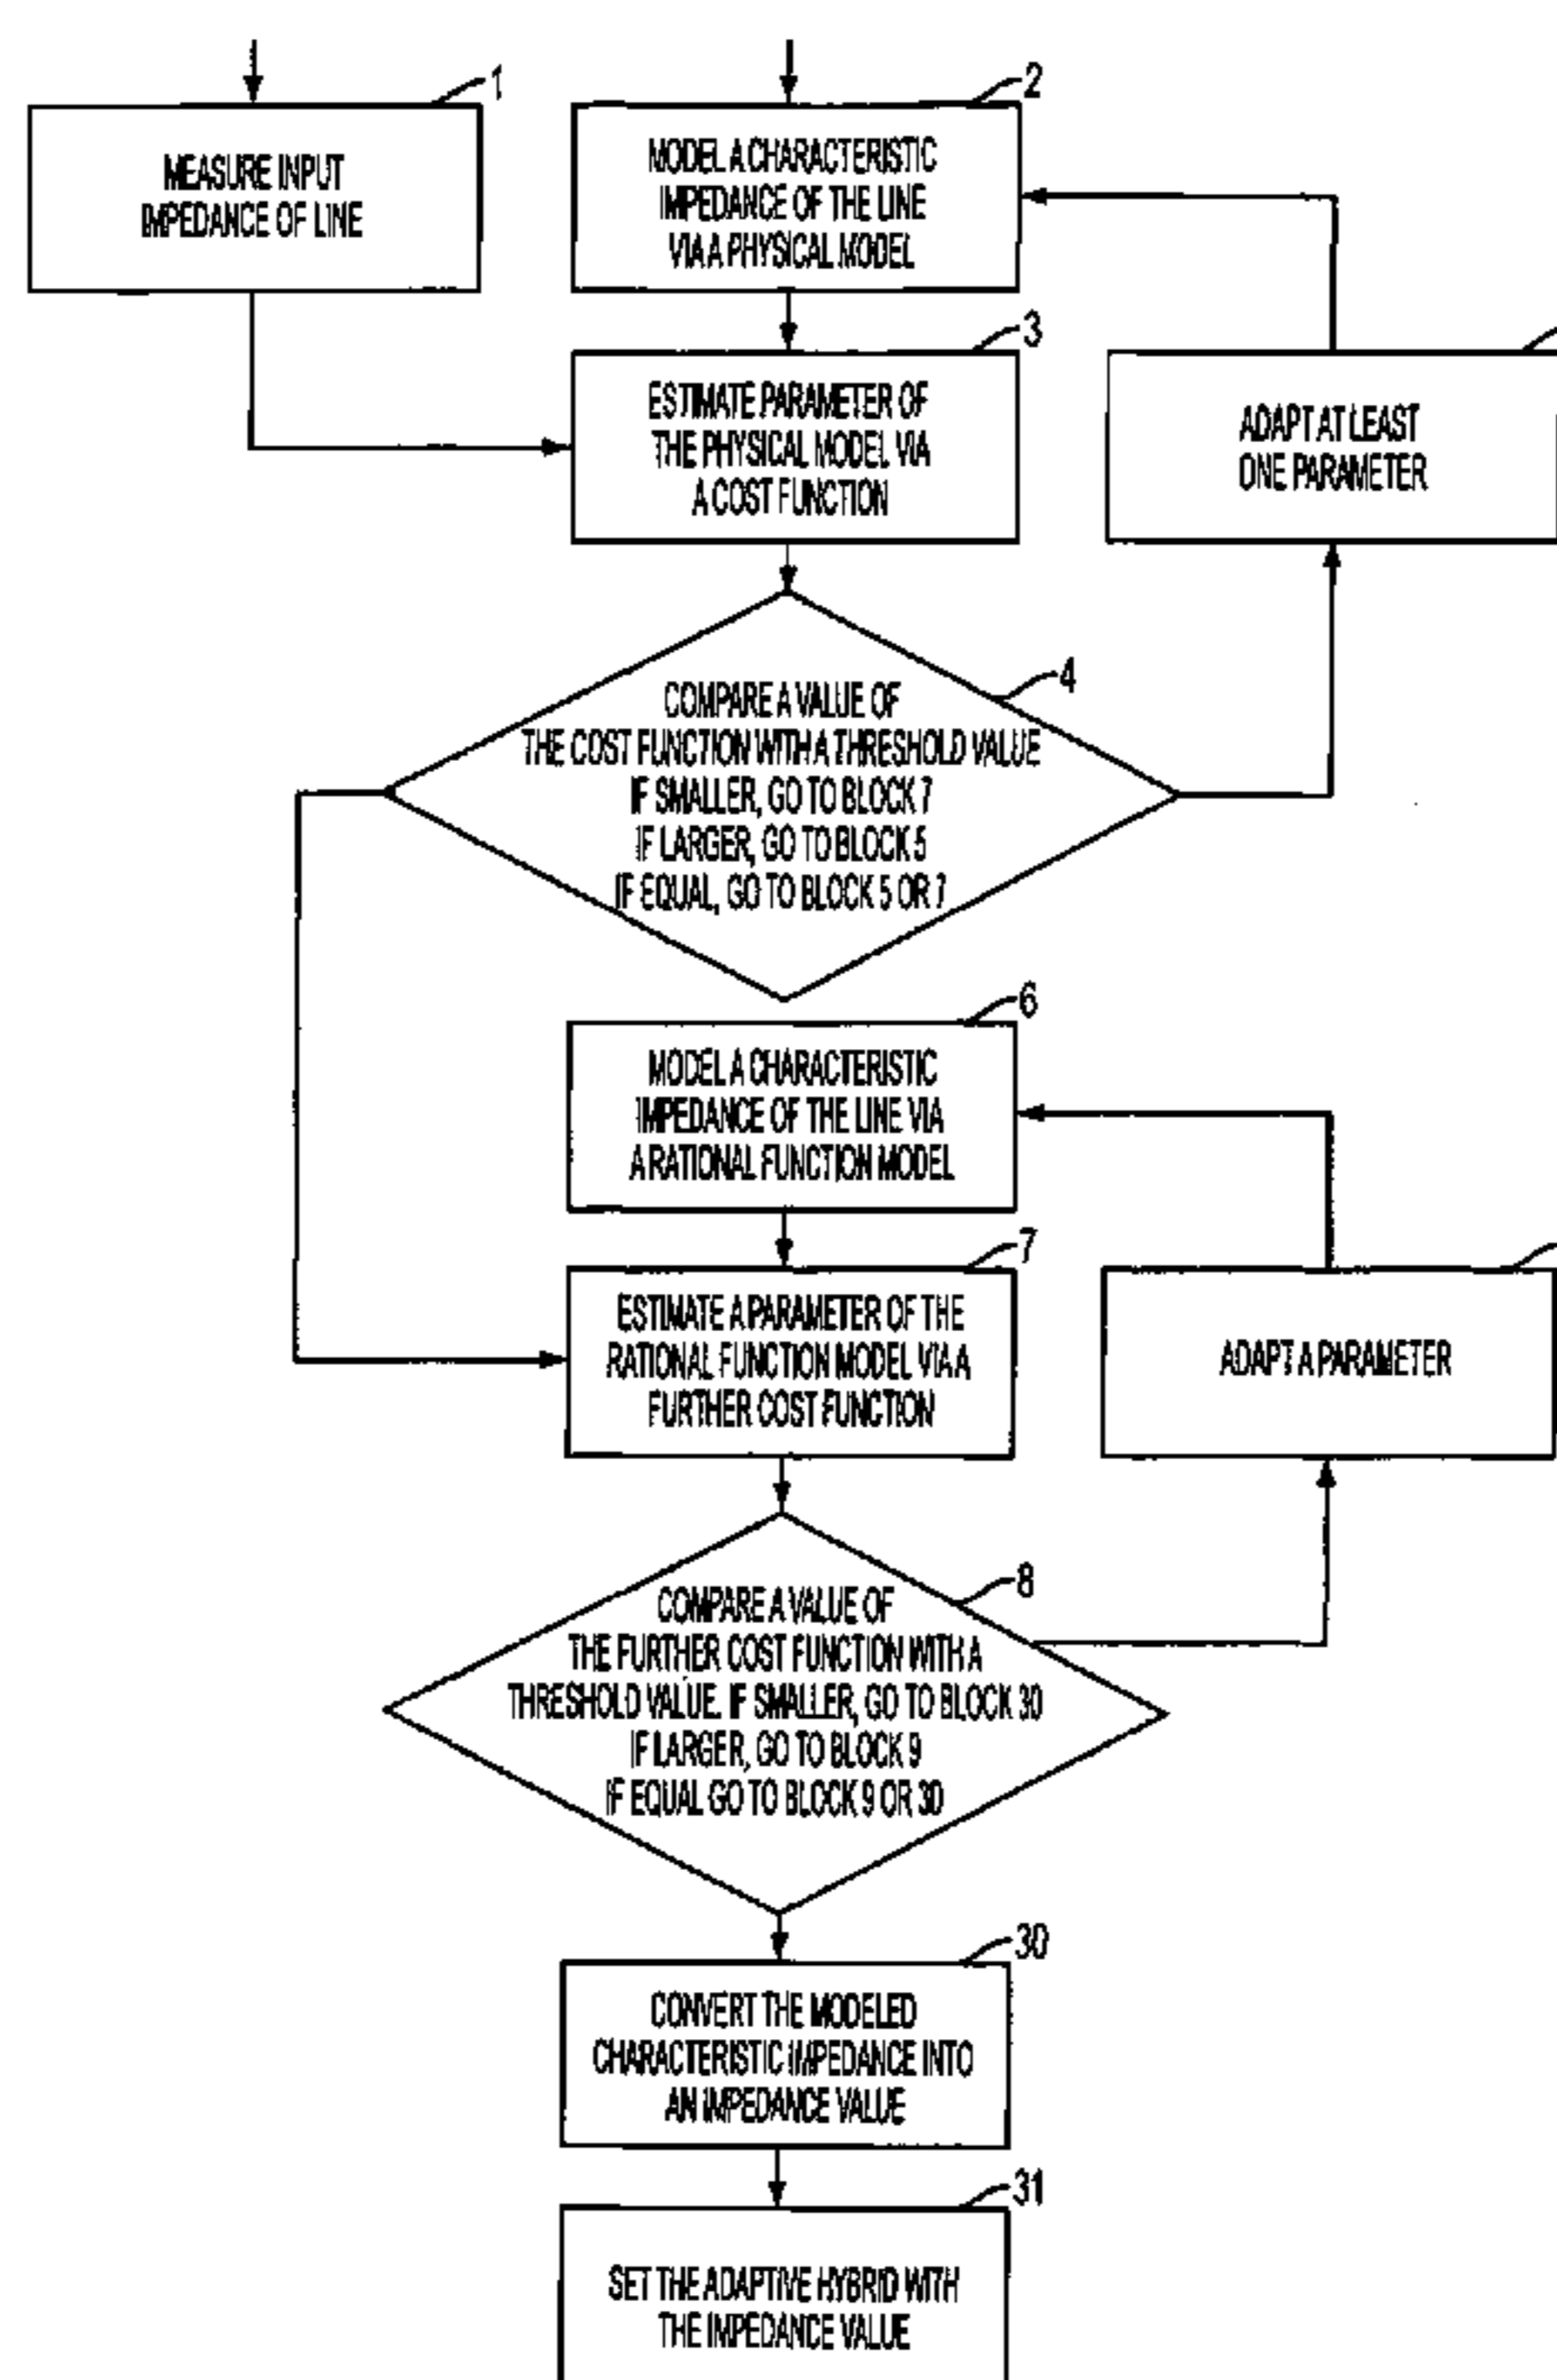 1
MEASURE INPUT
IMPEDANCE OF LINE
2
MODEL A CHARACTERISTIC
IMPEDANCE OF THE LINE
VIA A PHYSICAL MODEL
3
ESTIMATE PARAMETER OF
THE PHYSICAL MODEL VIA
A COST FUNCTION
ADAPT AT LEAST
ONE PARAMETER
4
COMPARE A VALUE OF
THE COST FUNCTION WITH A THRESHOLD VALUE
IF SMALLER, GO TO BLOCK 7
IF LARGER, GO TO BLOCK 5
IF EQUAL, GO TO BLOCK 5 OR 7
6
MODEL A CHARACTERISTIC
IMPEDANCE OF THE LINE VIA
A RATIONAL FUNCTION MODEL
7
ESTIMATE A PARAMETER OF THE
RATIONAL FUNCTION MODEL VIA A
FURTHER COST FUNCTION
ADAPT A PARAMETER
8
COMPARE A VALUE OF
THE FURTHER COST FUNCTION WITH A
THRESHOLD VALUE. IF SMALLER, GO TO BLOCK 30
IF LARGER, GO TO BLOCK 9
IF EQUAL GO TO BLOCK 9 OR 30
30
CONVERT THE MODELED
CHARACTERISTIC IMPEDANCE INTO
AN IMPEDANCE VALUE
31
SET THE ADAPTIVE HYBRID WITH
THE IMPEDANCE VALUE